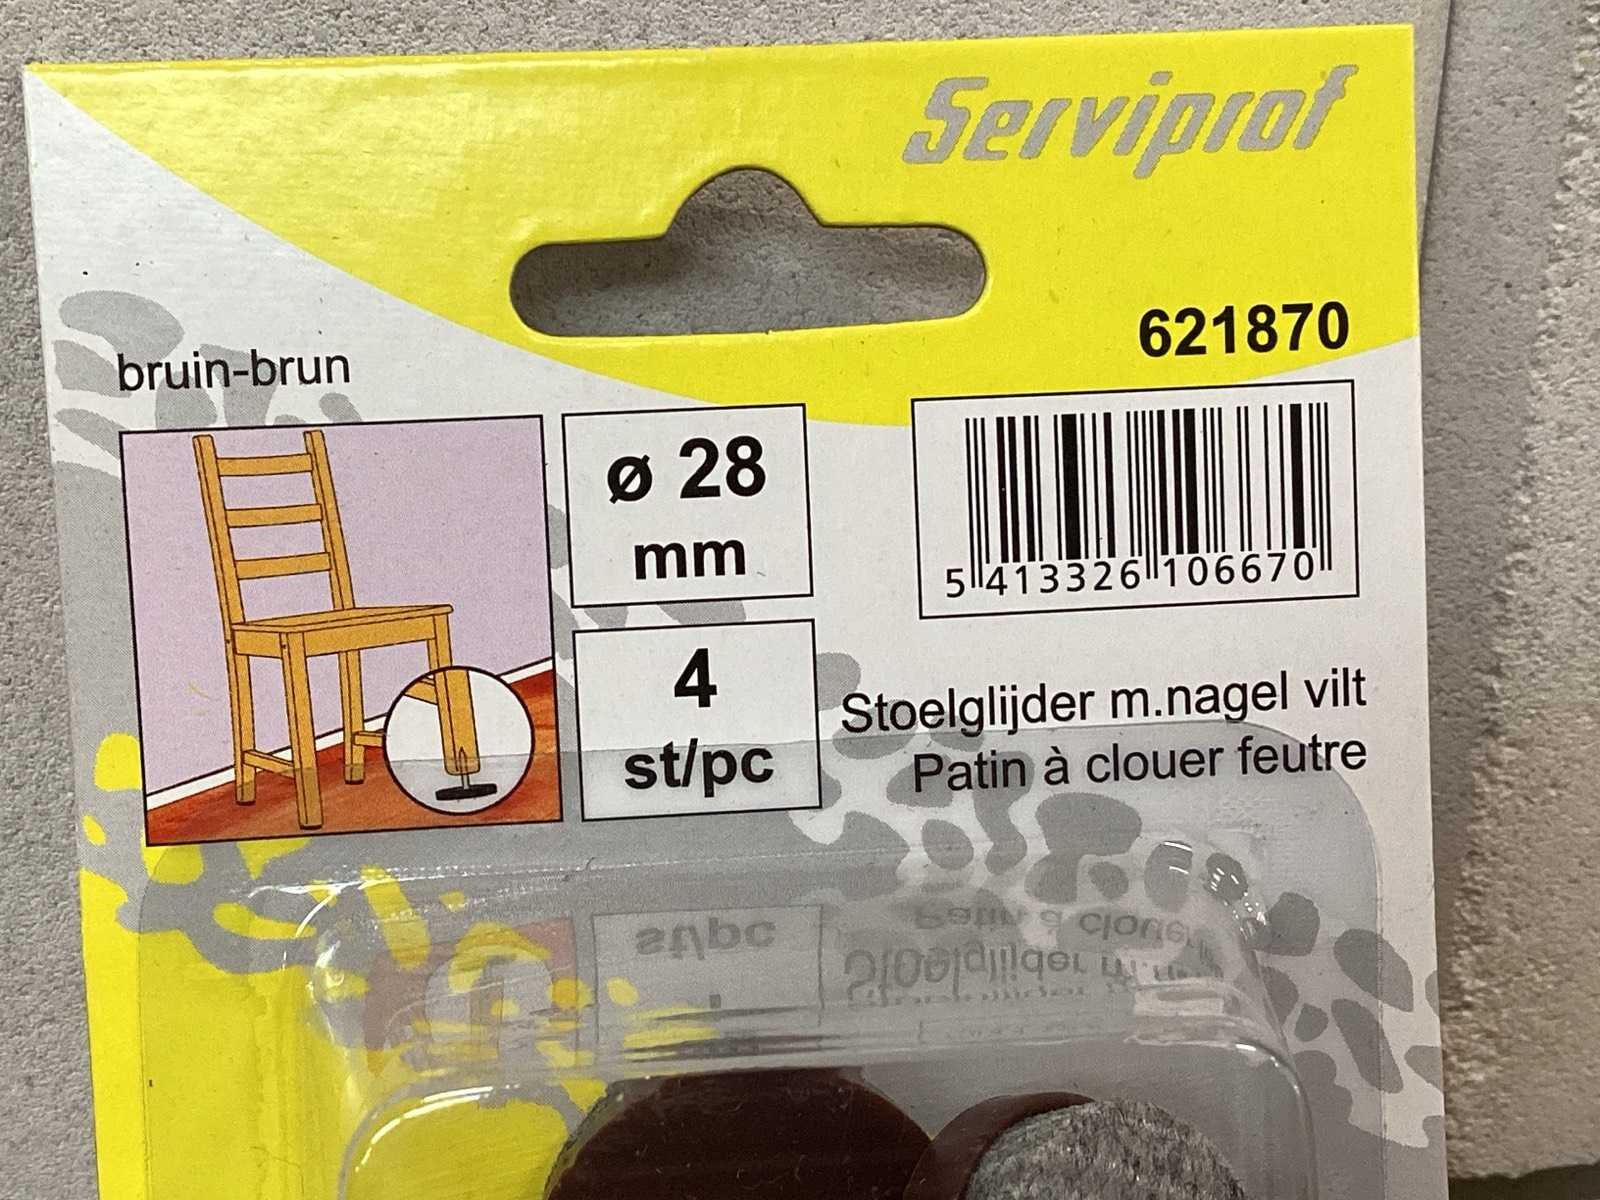 Serviprof
621870
bruin-brun
ø 28
mm
5 413326 106670
4
st/pc
Stoelglijder m.nagel vilt
Patin à clouer feutre